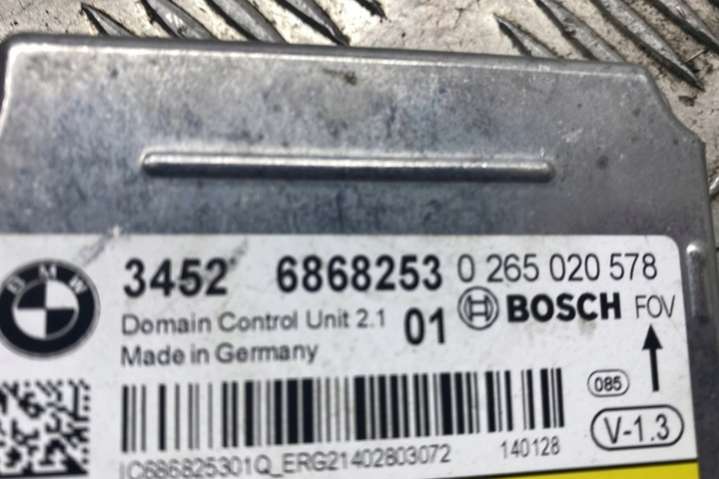 BMW
3452 6868253 0 265 020 578
Domain Control Unit 2.1 01 BOSCH FOV
Made in Germany
085
V-1.3
IC686825301Q_ERG21402803072 140128